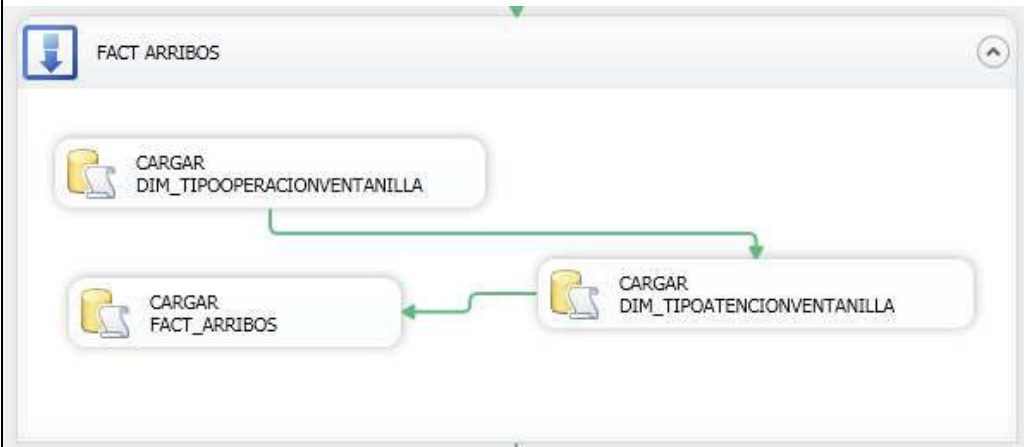 FACT ARRIBOS
CARGAR
DIM_TIPOOPERACIONVENTANILLA
CARGAR
DIM_TIPOATENCIONVENTANILLA
CARGAR
FACT_ARRIBOS